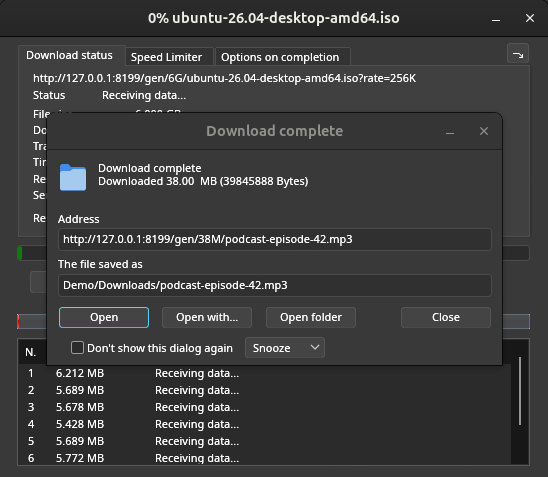 0% ubuntu-26.04-desktop-amd64.iso
Download status
Speed Limiter
Options on completion
http://127.0.0.1:8199/gen/6G/ubuntu-26.04-desktop-amd64.iso?rate=256K
Status Receiving data...
Download complete
Download complete
Downloaded 38.00 MB (39845888 Bytes)
Address
http://127.0.0.1:8199/gen/38M/podcast-episode-42.mp3
The file saved as
Demo/Downloads/podcast-episode-42.mp3
Open
Open with...
Open folder
Close
Don't show this dialog again
Snooze
N.
1 6.212 MB Receiving data...
2 5.689 MB Receiving data...
3 5.678 MB Receiving data...
4 5.428 MB Receiving data...
5 5.689 MB Receiving data...
6 5.772 MB Receiving data...